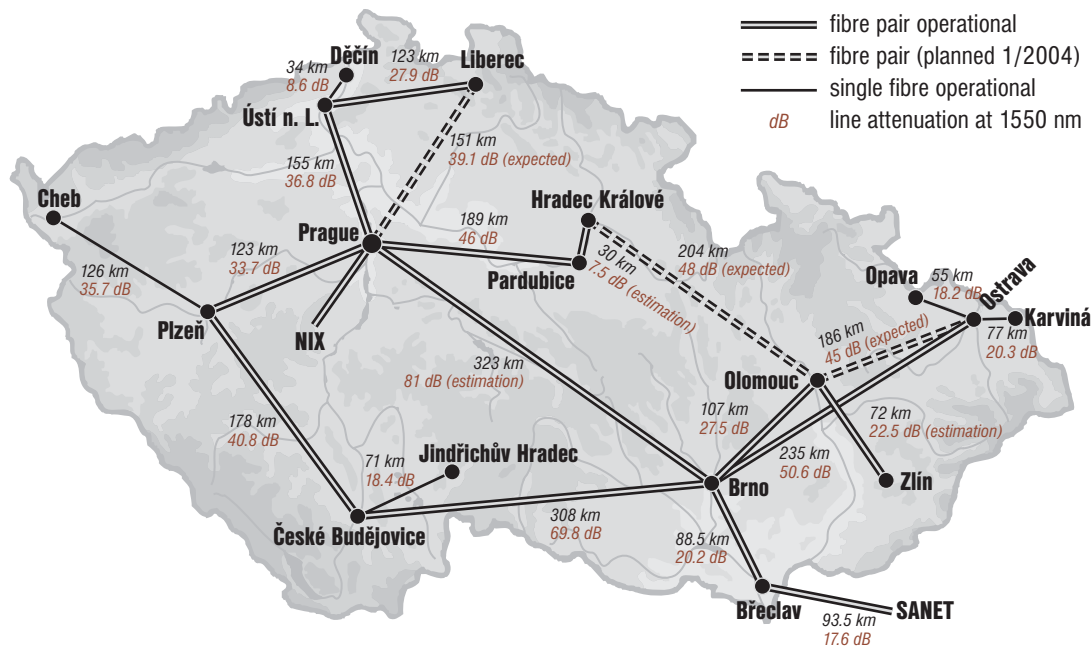 fibre pair operational
fibre pair (planned 1/2004)
single fibre operational
dB line attenuation at 1550 nm
Děčín
34 km
8.6 dB
123 km
27.9 dB
Liberec
Ústí n. L.
155 km
36.8 dB
151 km
39.1 dB (expected)
Cheb
126 km
35.7 dB
123 km
33.7 dB
Prague
189 km
46 dB
Hradec Králové
Pardubice
30 km
7.5 dB (estimation)
204 km
48 dB (expected)
Opava
55 km
18.2 dB
Ostrava
Karviná
77 km
20.3 dB
Plzeň
NIX
323 km
81 dB (estimation)
186 km
45 dB (expected)
Olomouc
107 km
27.5 dB
72 km
22.5 dB (estimation)
178 km
40.8 dB
71 km
18.4 dB
Jindřichův Hradec
235 km
50.6 dB
Brno
Zlín
České Budějovice
308 km
69.8 dB
88.5 km
20.2 dB
Břeclav
SANET
93.5 km
17.6 dB